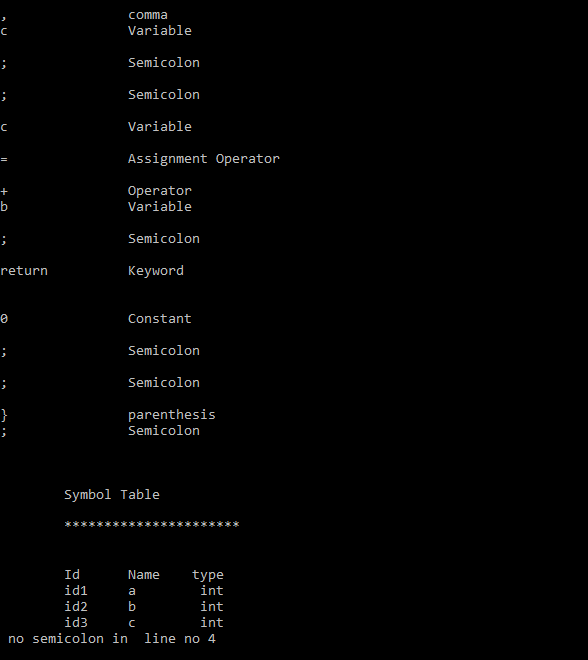 , comma
c Variable
; Semicolon
; Semicolon
c Variable
= Assignment Operator
+ Operator
b Variable
; Semicolon
return Keyword
0 Constant
; Semicolon
; Semicolon
} parenthesis
; Semicolon
Symbol Table
**********************
Id Name type
id1 a int
id2 b int
id3 c int
no semicolon in  line no 4